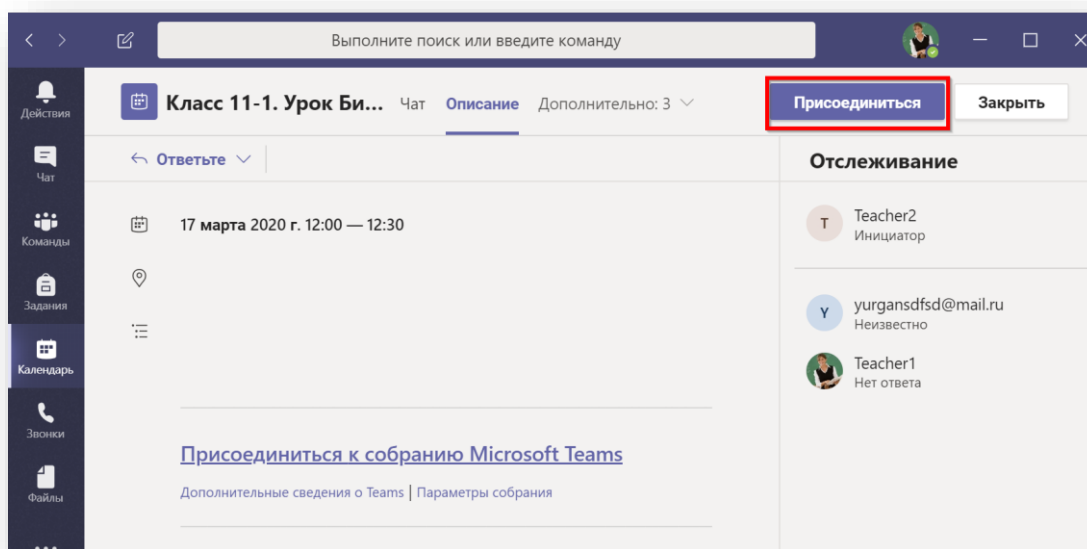 Выполните поиск или введите команду
Действия
Чат
Команды
Задания
Календарь
Звонки
Файлы
Класс 11-1. Урок Би... Чат Описание Дополнительно: 3
Присоединиться Закрыть
Ответьте
17 марта 2020 г. 12:00 — 12:30
Присоединиться к собранию Microsoft Teams
Дополнительные сведения о Teams | Параметры собрания
Отслеживание
T Teacher2
Инициатор
Y yurgansdfsd@mail.ru
Неизвестно
Teacher1
Нет ответа